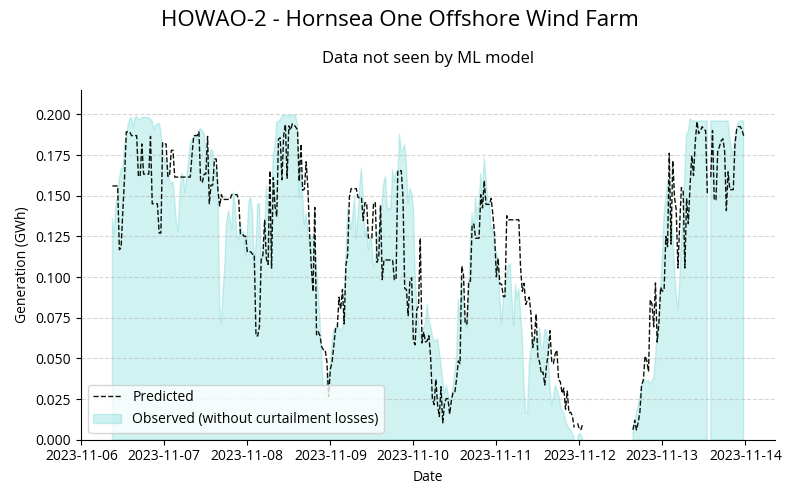 HOWAO-2 - Hornsea One Offshore Wind Farm
Data not seen by ML model
Generation (GWh)
0.200
0.175
0.150
0.125
0.100
0.075
0.050
0.025
0.000
Predicted
Observed (without curtailment losses)
2023-11-06 2023-11-07 2023-11-08 2023-11-09 2023-11-10 2023-11-11 2023-11-12 2023-11-13 2023-11-14
Date